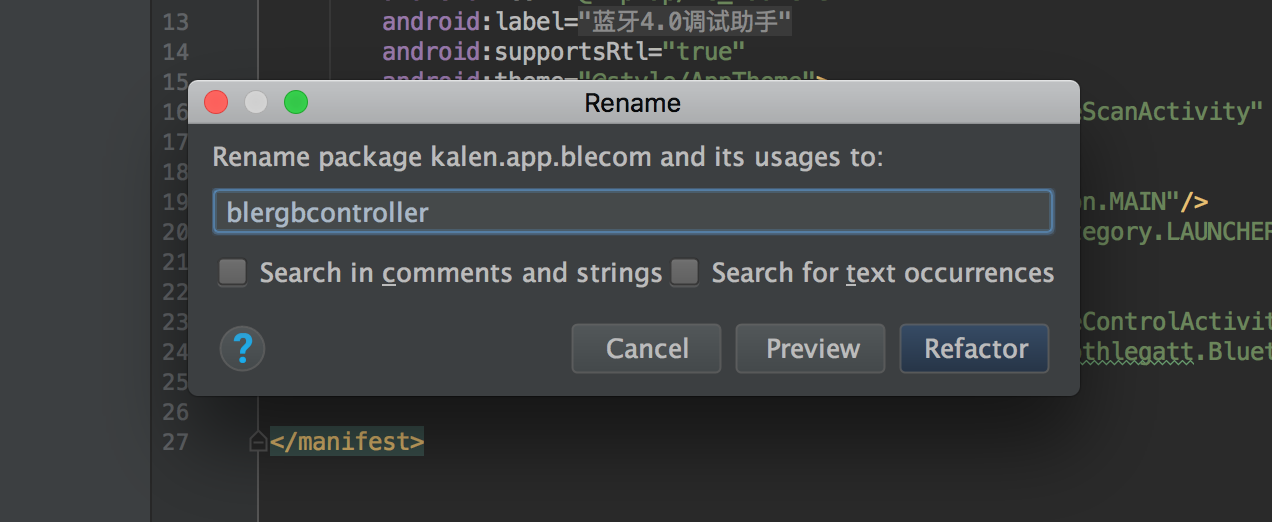 13 android:label="蓝牙4.0调试助手"
14 android:supportsRtl="true"
15 android:theme="@style/AppTheme">
16 ScanActivity"
17
18
19 n.MAIN"/>
20 egory.LAUNCHER
21
22
23 ControlActivit
24 thlegatt.Bluet
25
26
27 </manifest>
Rename
Rename package kalen.app.blecom and its usages to:
blergbcontroller
Search in comments and strings Search for text occurrences
? Cancel Preview Refactor